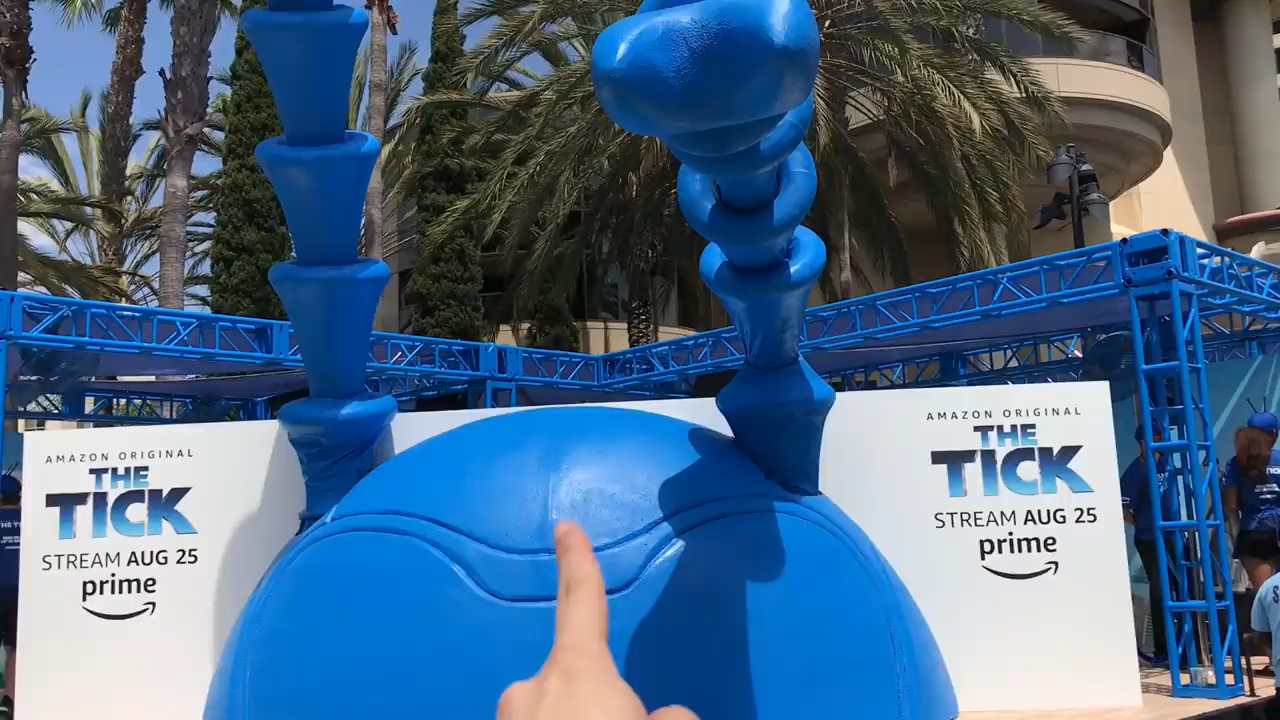 AMAZON ORIGINAL
THE
TICK
STREAM AUG 25
prime
AMAZON ORIGINAL
THE
TICK
STREAM AUG 25
prime